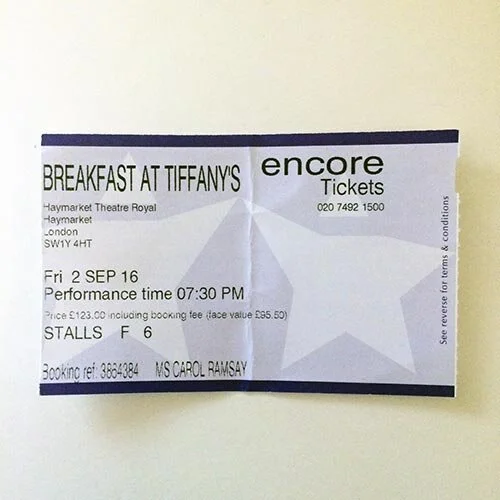 BREAKFAST AT TIFFANY'S
Haymarket Theatre Royal
Haymarket
London
SW1Y 4HT
Fri 2 SEP 16
Performance time 07:30 PM
Price £123.00 including booking fee (face value £95.50)
STALLS F 6
Booking ref: 3864384 MS CAROL RAMSAY
encore
Tickets
020 7492 1500
See reverse for terms & conditions